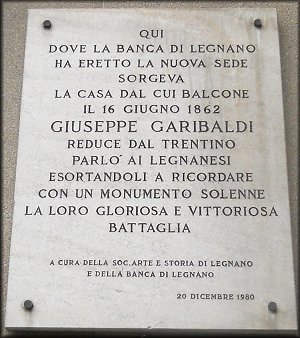 QUI
DOVE LA BANCA DI LEGNANO
HA ERETTO LA NUOVA SEDE
SORGEVA
LA CASA DAL CUI BALCONE
IL 16 GIUGNO 1862
GIUSEPPE GARIBALDI
REDUCE DAL TRENTINO
PARLO' AI LEGNANESI
ESORTANDOLI A RICORDARE
CON UN MONUMENTO SOLENNE
LA LORO GLORIOSA E VITTORIOSA
BATTAGLIA
A CURA DELLA SOC. ARTE E STORIA DI LEGNANO
E DELLA BANCA DI LEGNANO
20 DICEMBRE 1980